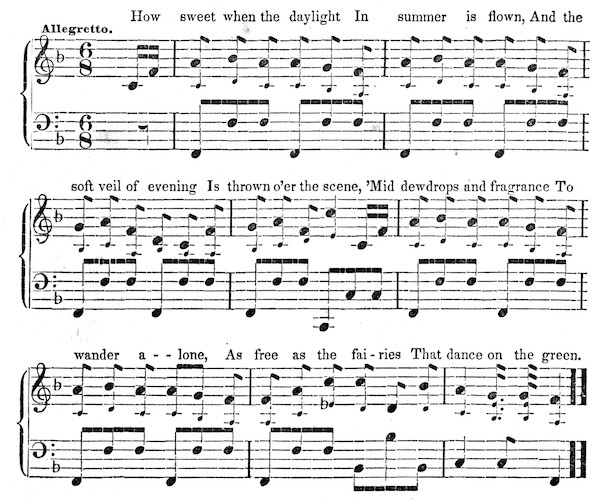 How sweet when the daylight In summer is flown, And the
Allegretto.
6
8
6
8
soft veil of evening Is thrown o'er the scene, 'Mid dewdrops and fragrance To
wander a - - lone, As free as the fai - ries That dance on the green.